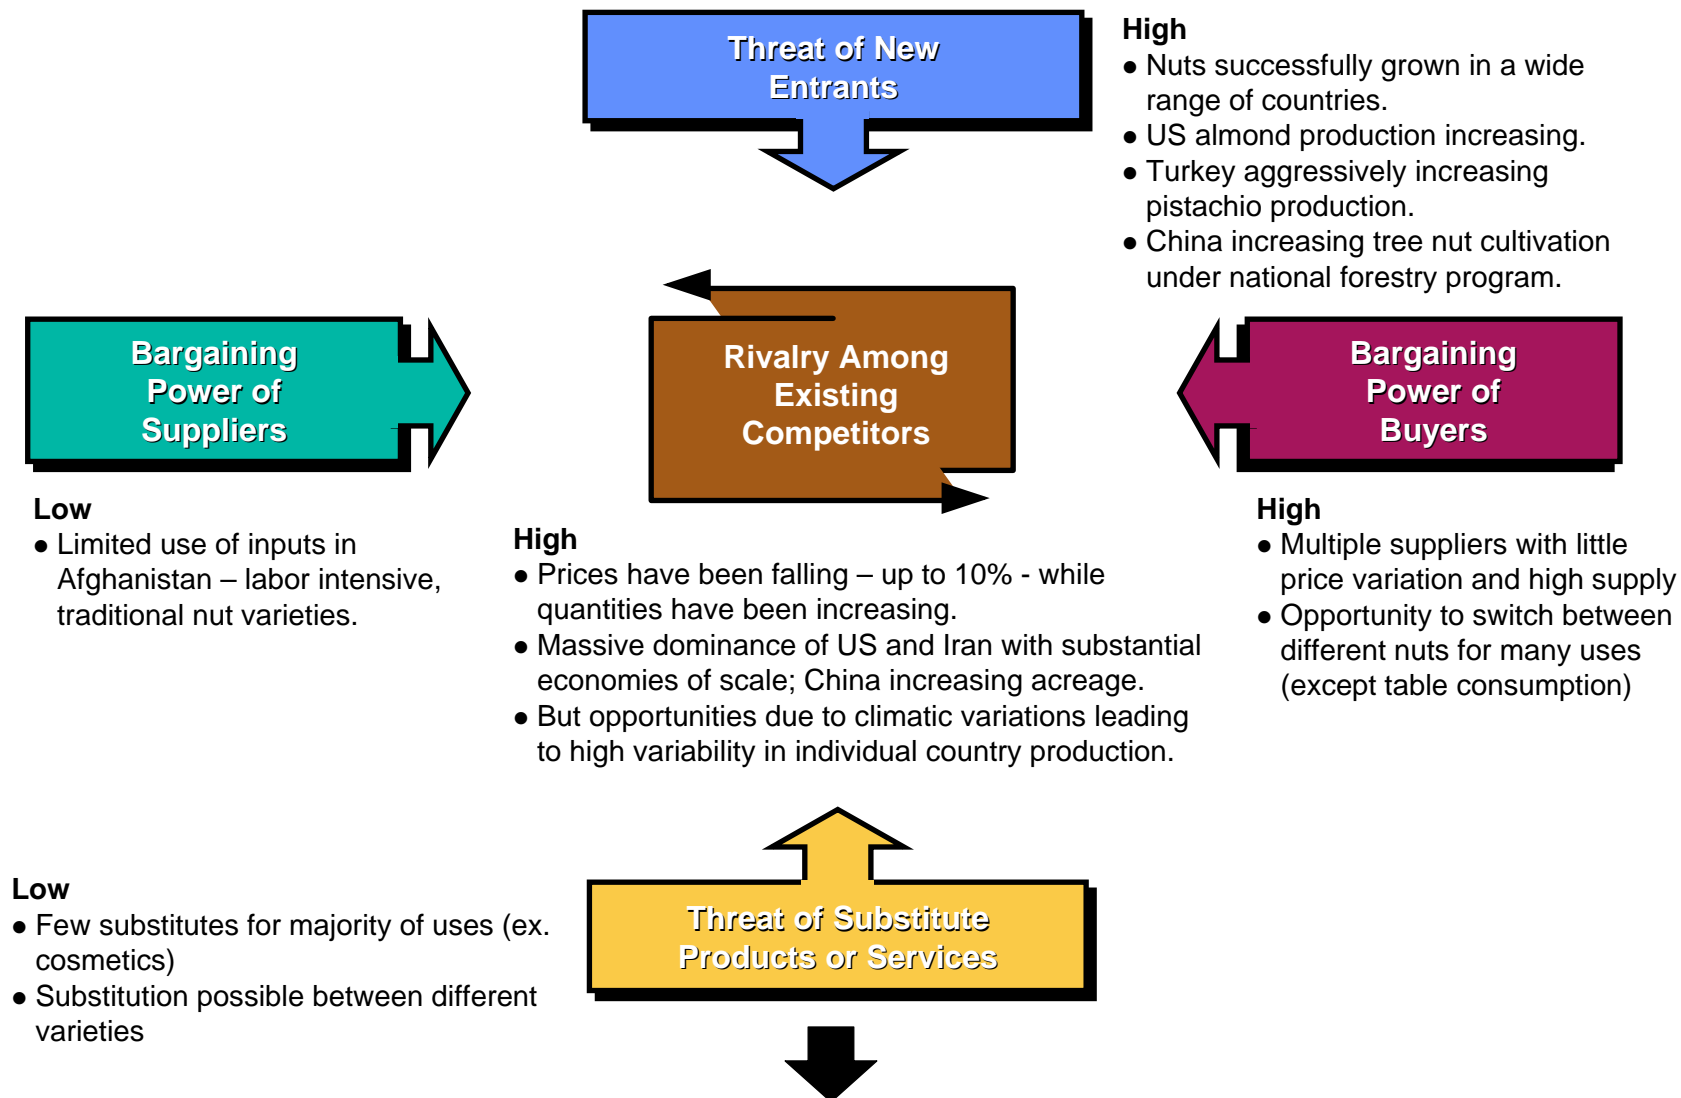 Threat of New
Entrants
High
● Nuts successfully grown in a wide
range of countries.
● US almond production increasing.
● Turkey aggressively increasing
pistachio production.
● China increasing tree nut cultivation
under national forestry program.
Bargaining
Power of
Suppliers
Rivalry Among
Existing
Competitors
Bargaining
Power of
Buyers
Low
● Limited use of inputs in
Afghanistan – labor intensive,
traditional nut varieties.
High
● Prices have been falling – up to 10% - while
quantities have been increasing.
● Massive dominance of US and Iran with substantial
economies of scale; China increasing acreage.
● But opportunities due to climatic variations leading
to high variability in individual country production.
High
● Multiple suppliers with little
price variation and high supply
● Opportunity to switch between
different nuts for many uses
(except table consumption)
Low
● Few substitutes for majority of uses (ex.
cosmetics)
● Substitution possible between different
varieties
Threat of Substitute
Products or Services